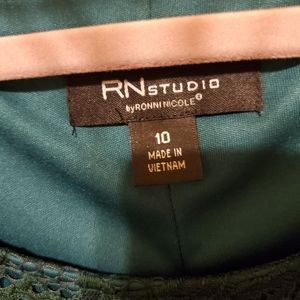 RNSTUDIO
by RONNI NICOLE®
10
MADE IN
VIETNAM